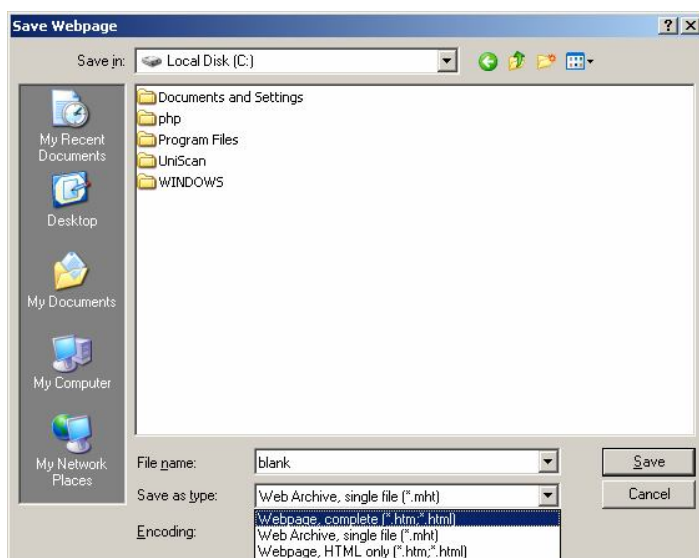 Save Webpage
Save in:
Local Disk (C:)
My Recent
Documents
Desktop
My Documents
My Computer
My Network
Places
Documents and Settings
php
Program Files
UniScan
WINDOWS
File name:
blank
Save
Save as type:
Web Archive, single file (*.mht)
Cancel
Encoding:
Webpage, complete (*.htm;*.html)
Web Archive, single file (*.mht)
Webpage, HTML only (*.htm;*.html)